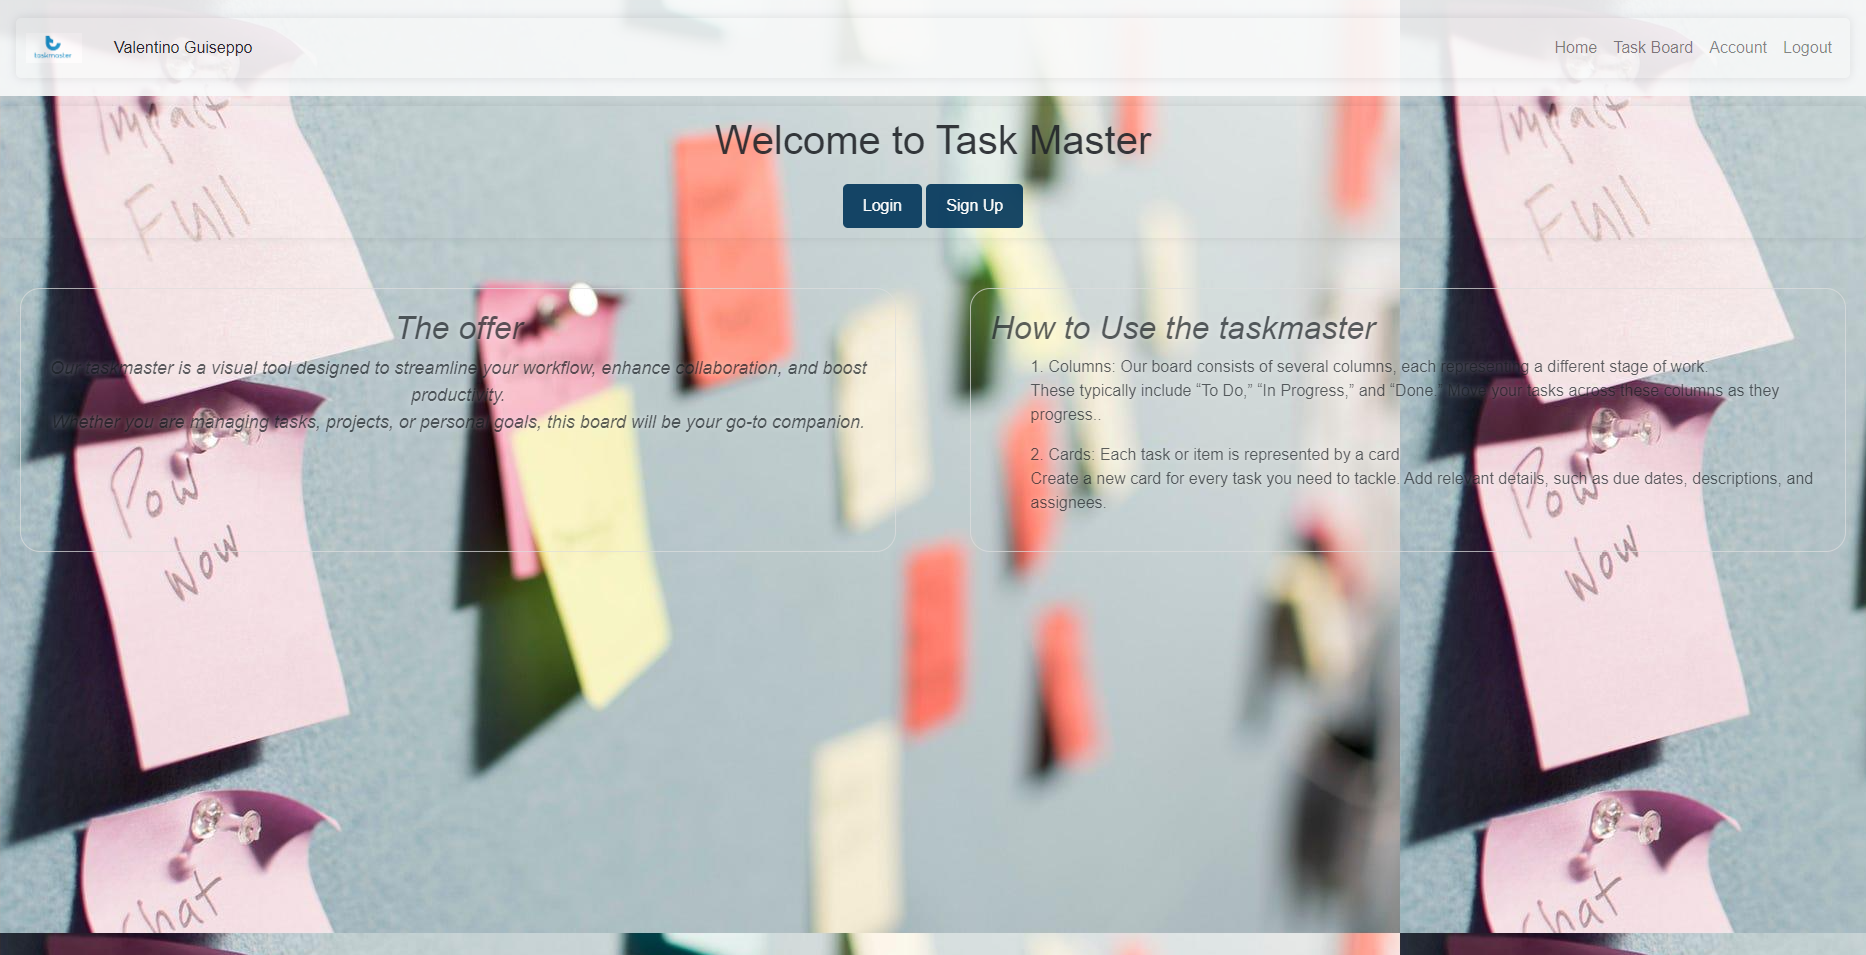 taskmaster
Valentino Guiseppo
Home Task Board Account Logout
Impact
Full
Impact
Full
Welcome to Task Master
Login Sign Up
The offer
Our taskmaster is a visual tool designed to streamline your workflow, enhance collaboration, and boost
productivity.
Whether you are managing tasks, projects, or personal goals, this board will be your go-to companion.
How to Use the taskmaster
1. Columns: Our board consists of several columns, each representing a different stage of work.
These typically include “To Do,” “In Progress,” and “Done.” Move your tasks across these columns as they
progress..
2. Cards: Each task or item is represented by a card
Create a new card for every task you need to tackle. Add relevant details, such as due dates, descriptions, and
assignees.
Pow
Wow
Pow
Wow
Chat
Chat